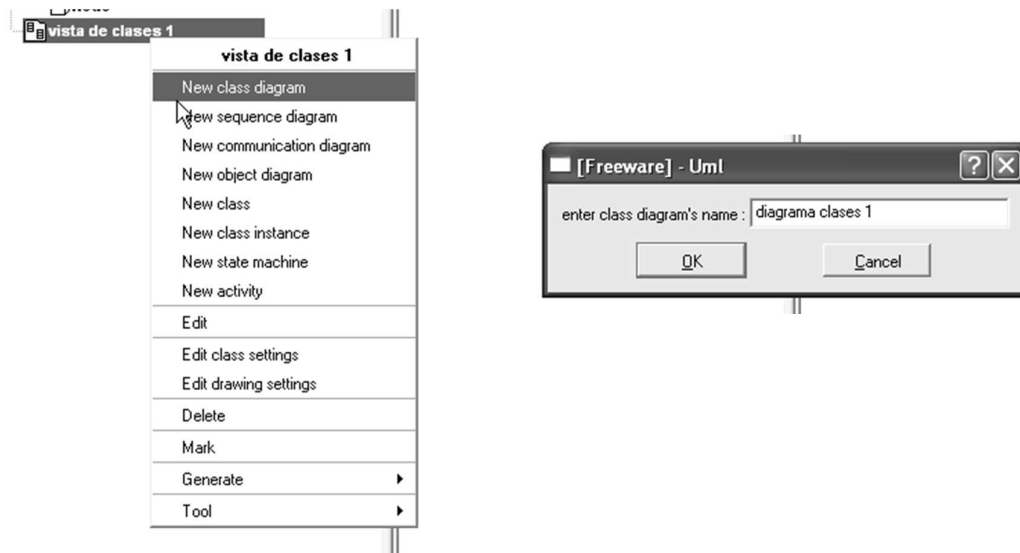 vista de clases 1
vista de clases 1
New class diagram
New sequence diagram
New communication diagram
New object diagram
New class
New class instance
New state machine
New activity
Edit
Edit class settings
Edit drawing settings
Delete
Mark
Generate
Tool
[Freeware] - Uml
enter class diagram's name : diagrama clases 1
OK Cancel